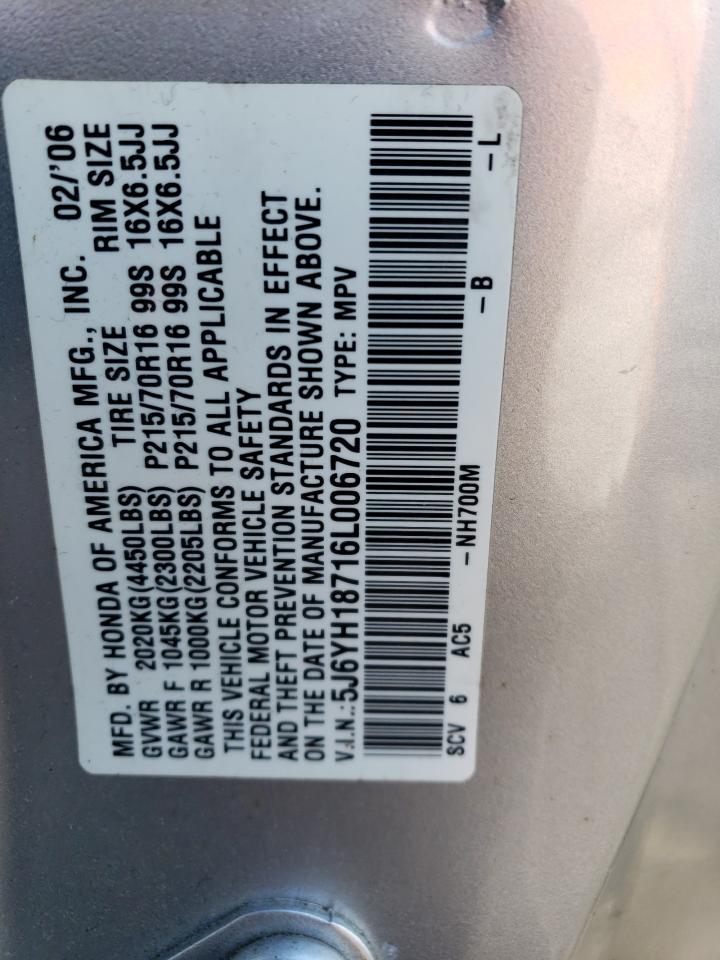 MFD. BY HONDA OF AMERICA MFG., INC. 02/'06
GVWR 2020KG(4450LBS) TIRE SIZE RIM SIZE
GAWR F 1045KG(2300LBS) P215/70R16 99S 16X6.5JJ
GAWR R 1000KG(2205LBS) P215/70R16 99S 16X6.5JJ
THIS VEHICLE CONFORMS TO ALL APPLICABLE
FEDERAL MOTOR VEHICLE SAFETY
AND THEFT PREVENTION STANDARDS IN EFFECT
ON THE DATE OF MANUFACTURE SHOWN ABOVE.
V.I.N.:5J6YH18716L006720 TYPE: MPV
SCV 6 AC5 -NH700M -B -L